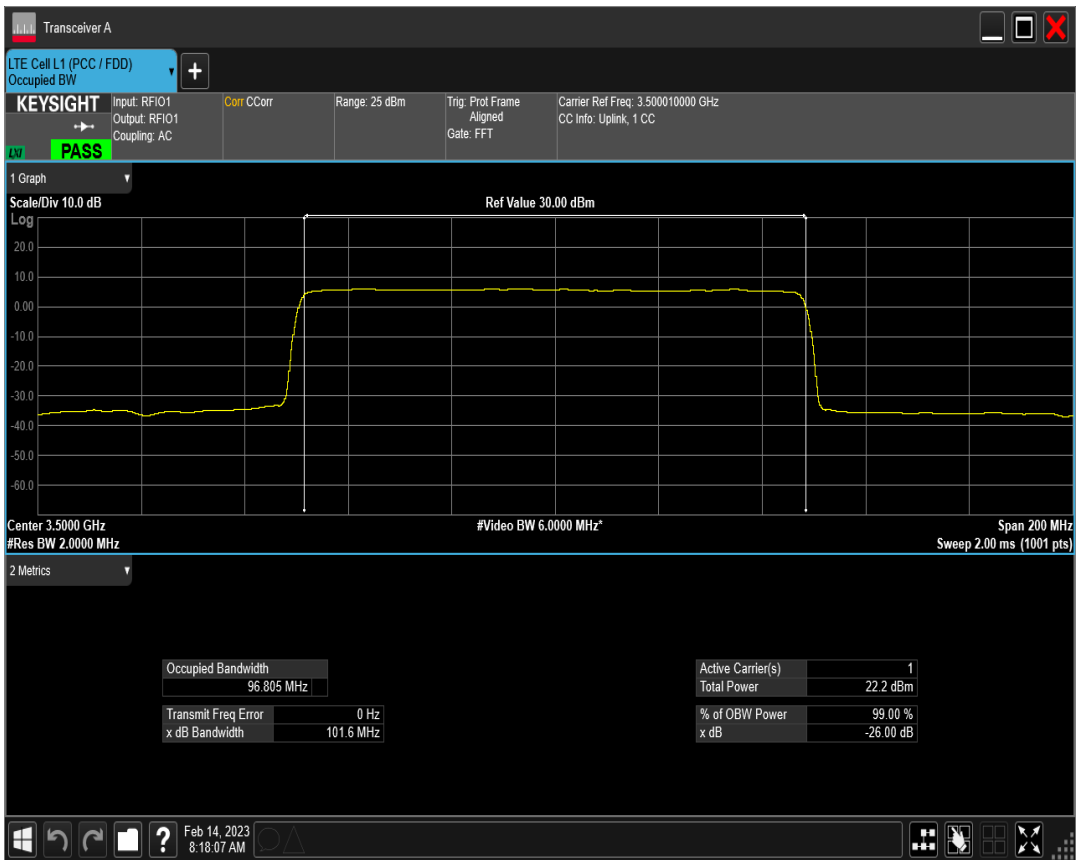 Transceiver A
LTE Cell L1 (PCC / FDD)
Occupied BW
KEYSIGHT
LXI
PASS
Input: RFIO1
Output: RFIO1
Coupling: AC
Corr CCorr
Range: 25 dBm
Trig: Prot Frame
Aligned
Gate: FFT
Carrier Ref Freq: 3.500010000 GHz
CC Info: Uplink, 1 CC
1 Graph
Scale/Div 10.0 dB
Ref Value 30.00 dBm
Log
20.0
10.0
0.00
-10.0
-20.0
-30.0
-40.0
-50.0
-60.0
Center 3.5000 GHz
#Video BW 6.0000 MHz*
Span 200 MHz
#Res BW 2.0000 MHz
Sweep 2.00 ms (1001 pts)
2 Metrics
Occupied Bandwidth
96.805 MHz
Transmit Freq Error 0 Hz
x dB Bandwidth 101.6 MHz
Active Carrier(s) 1
Total Power 22.2 dBm
% of OBW Power 99.00 %
x dB -26.00 dB
?
Feb 14, 2023
8:18:07 AM